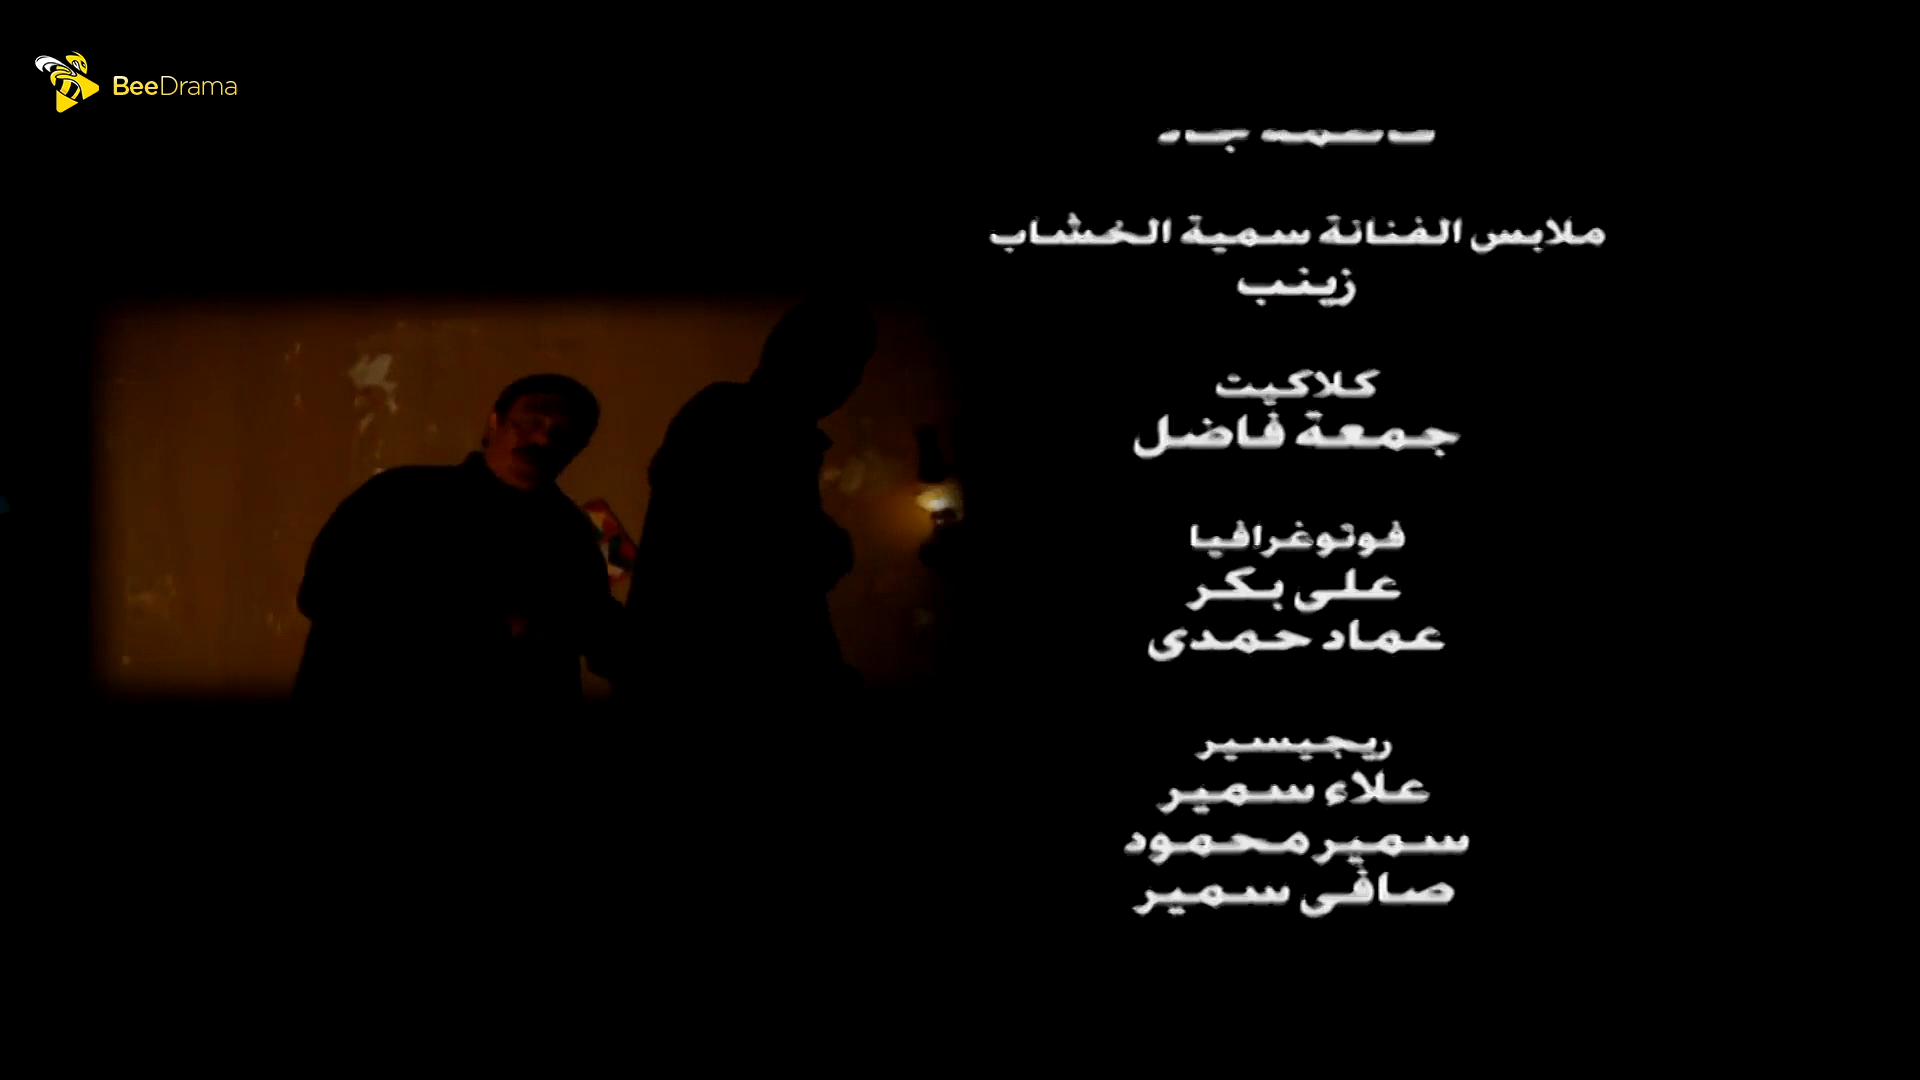 BeeDrama
ملابس الفنانة سمية الخشاب
زينب
كلاكيت
جمعة فاضل
فوتوغرافيا
على بكر
عماد حمدى
ريجيسير
علاء سمير
سمير محمود
صافى سمير